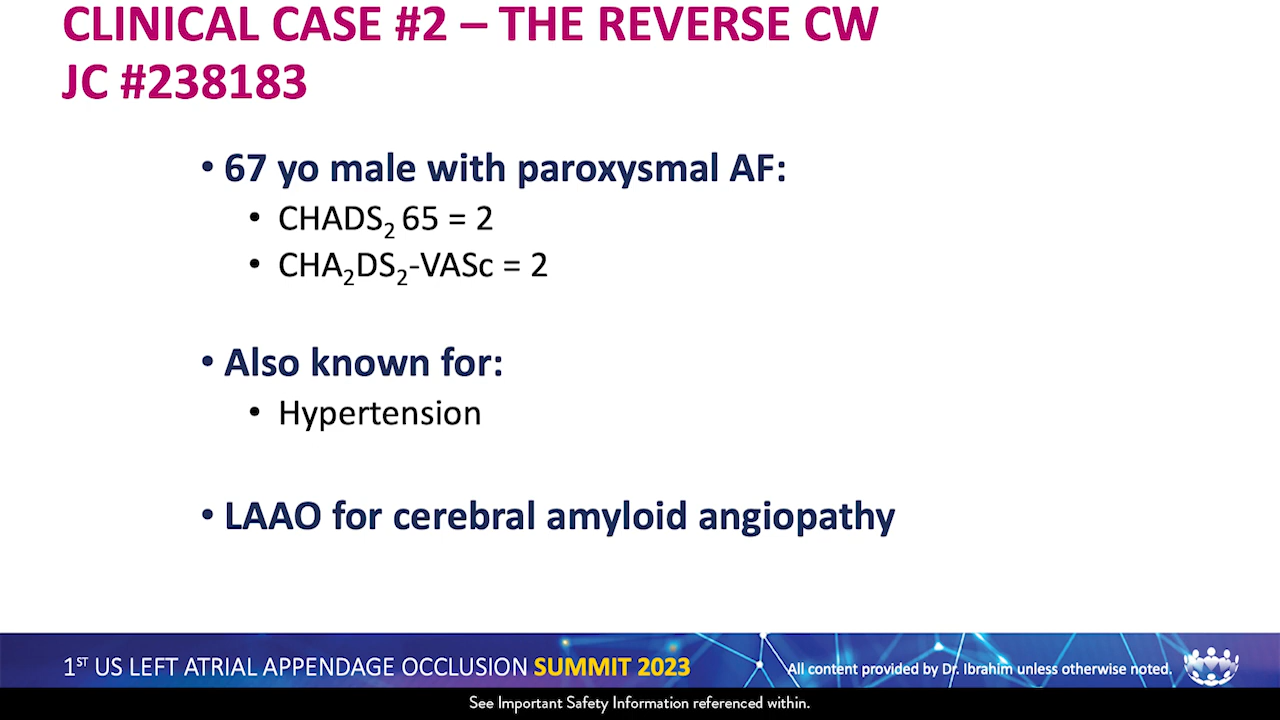 CLINICAL CASE #2 – THE REVERSE CW
JC #238183
• 67 yo male with paroxysmal AF:
• CHADS₂ 65 = 2
• CHA₂DS₂-VASc = 2
• Also known for:
• Hypertension
• LAAO for cerebral amyloid angiopathy
1ST US LEFT ATRIAL APPENDAGE OCCLUSION SUMMIT 2023
All content provided by Dr. Ibrahim unless otherwise noted.
See Important Safety Information referenced within.